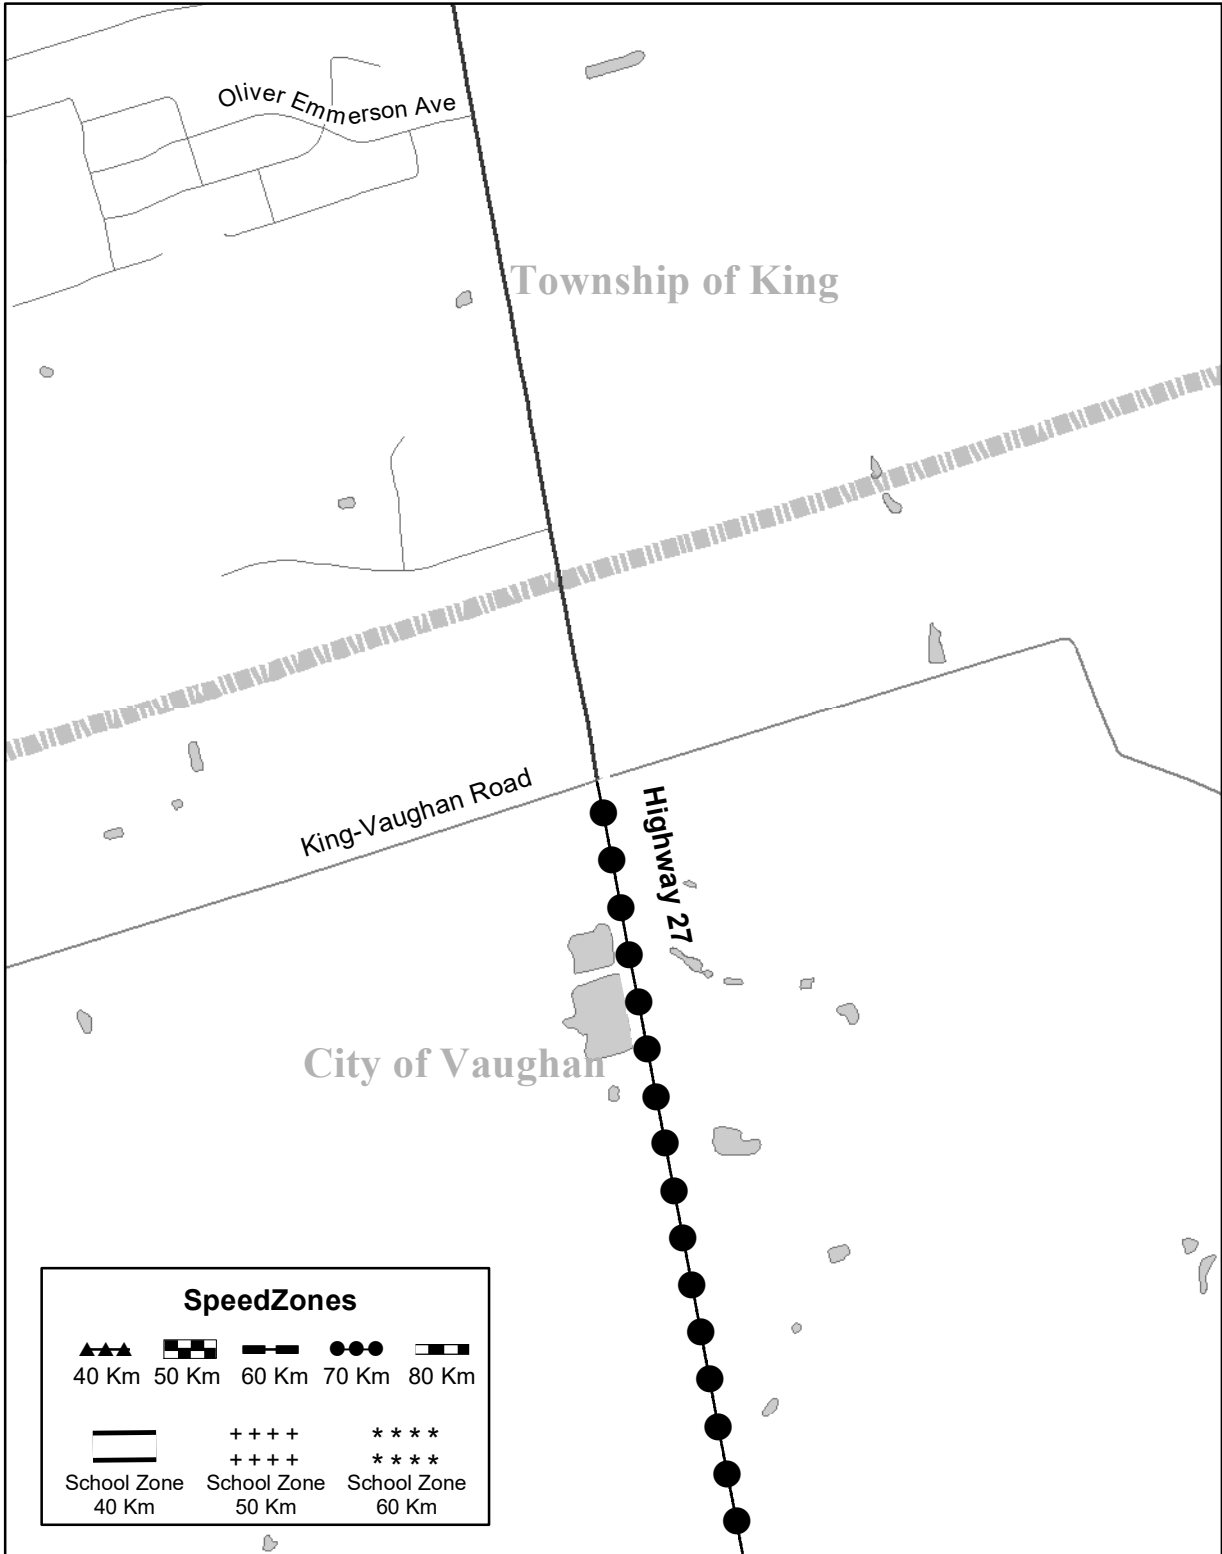 Oliver Emmerson Ave
Township of King
King-Vaughan Road
Highway 27
City of Vaughan
SpeedZones
40 Km 50 Km 60 Km 70 Km 80 Km
+ + + + * * * *
+ + + + * * * *
School Zone School Zone School Zone
40 Km 50 Km 60 Km